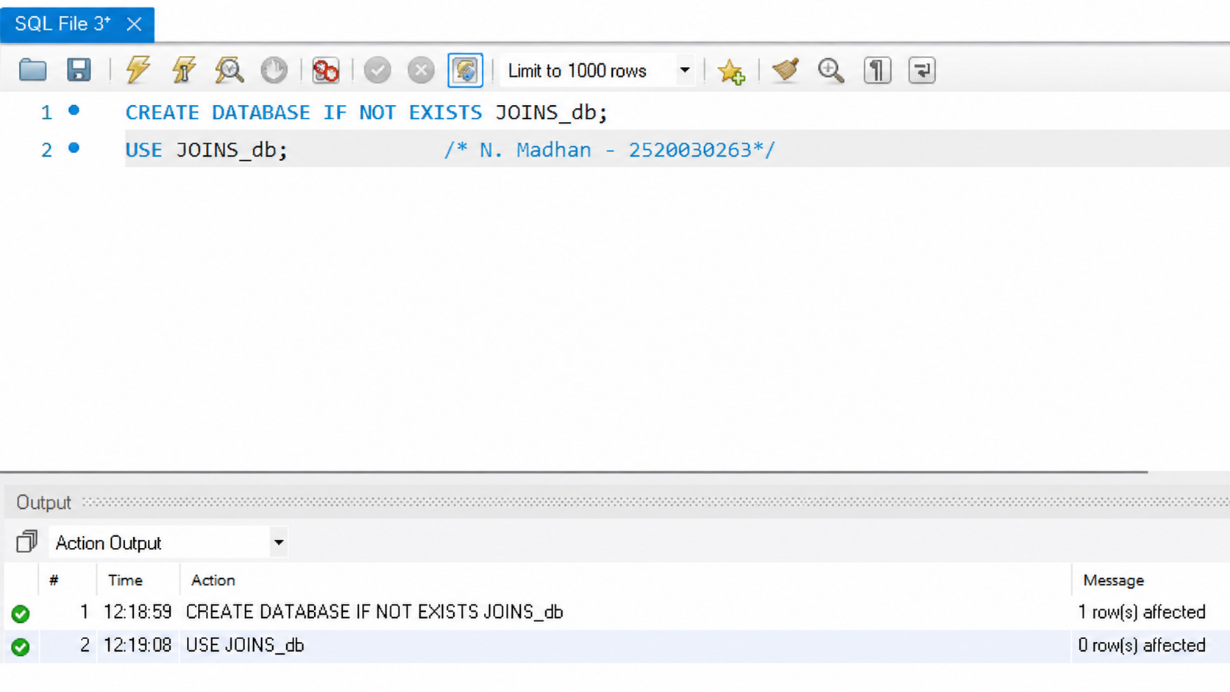 SQL File 3*
Limit to 1000 rows
1 CREATE DATABASE IF NOT EXISTS JOINS_db;
2 USE JOINS_db; /* N. Madhan - 2520030263*/
Output
Action Output
# Time Action Message
1 12:18:59 CREATE DATABASE IF NOT EXISTS JOINS_db 1 row(s) affected
2 12:19:08 USE JOINS_db 0 row(s) affected